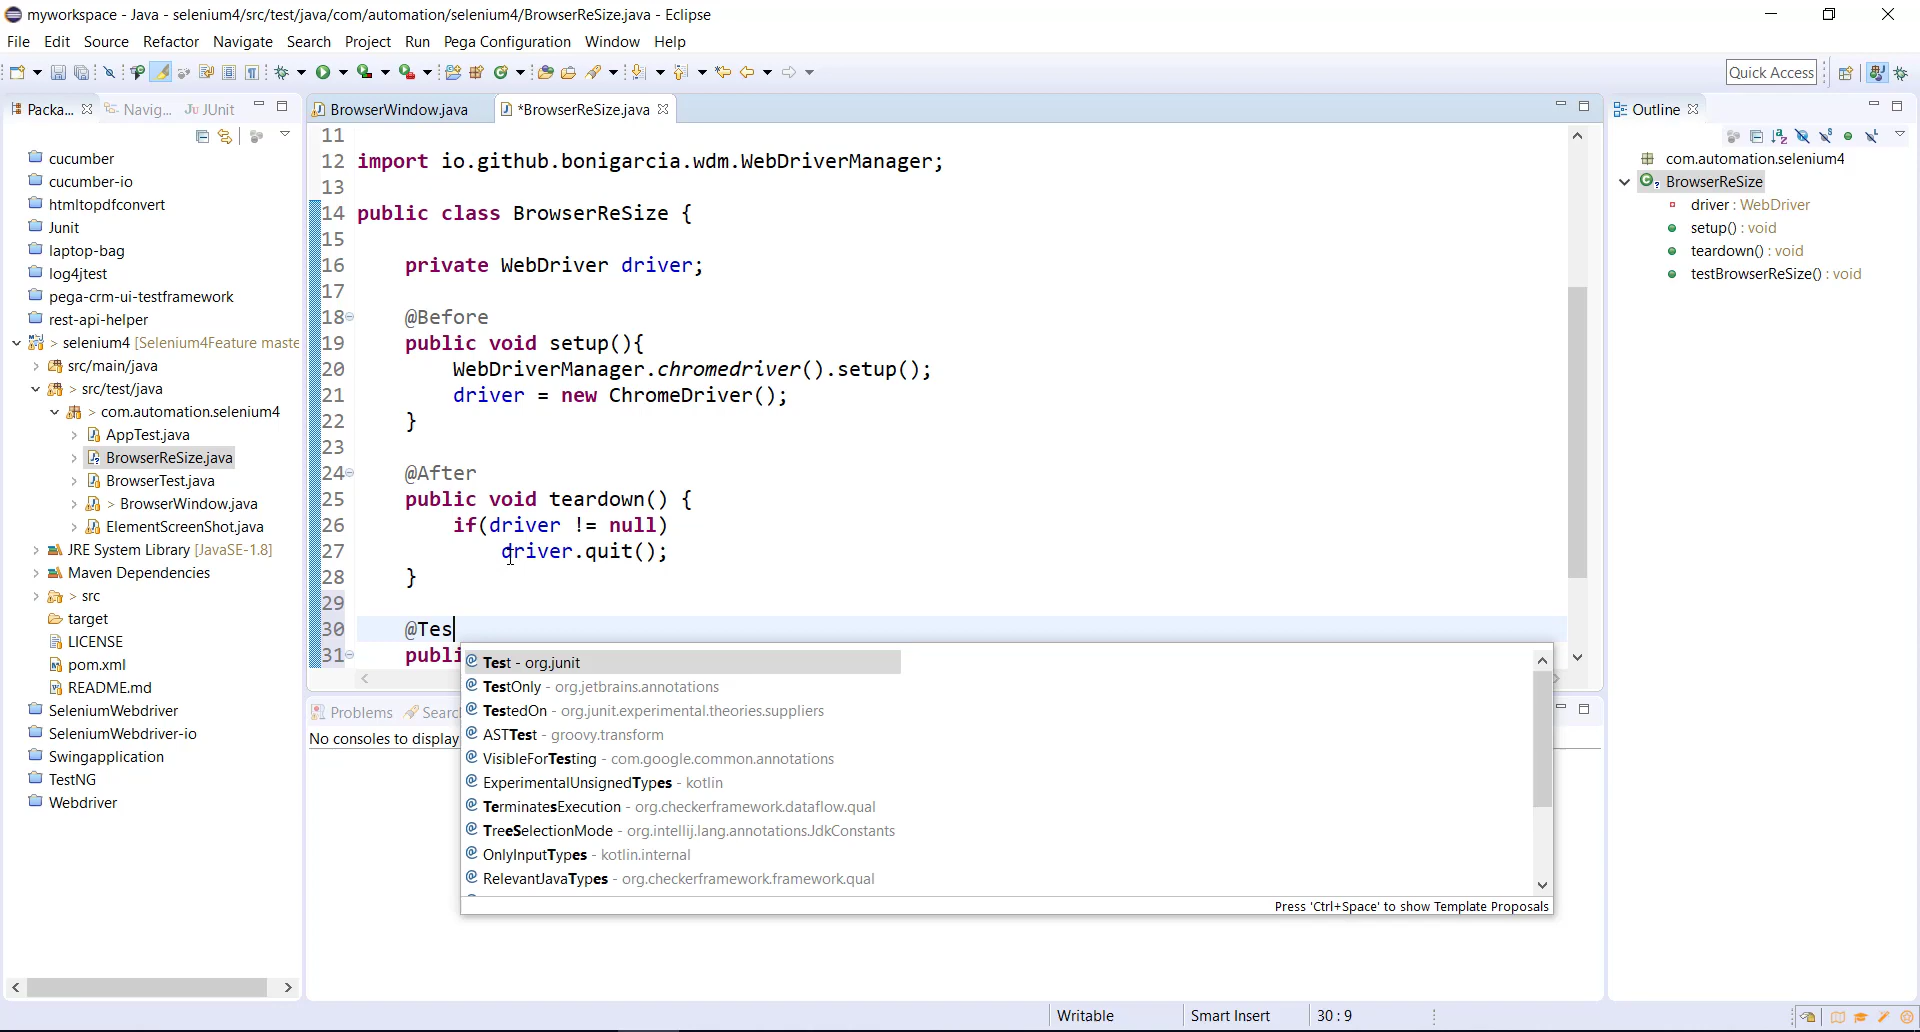 myworkspace - Java - selenium4/src/test/java/com/automation/selenium4/BrowserReSize.java - Eclipse
File Edit Source Refactor Navigate Search Project Run Pega Configuration Window Help
Quick Access
Packa... Navig... JUnit
cucumber
cucumber-io
htmltopdfconvert
Junit
laptop-bag
log4jtest
pega-crm-ui-testframework
rest-api-helper
> selenium4 [Selenium4Feature maste
src/main/java
> src/test/java
> com.automation.selenium4
AppTest.java
BrowserReSize.java
BrowserTest.java
> BrowserWindow.java
ElementScreenShot.java
JRE System Library [JavaSE-1.8]
Maven Dependencies
> src
target
LICENSE
pom.xml
README.md
SeleniumWebdriver
SeleniumWebdriver-io
Swingapplication
TestNG
Webdriver
BrowserWindow.java *BrowserReSize.java
11
12 import io.github.bonigarcia.wdm.WebDriverManager;
13
14 public class BrowserReSize {
15
16 private WebDriver driver;
17
18 @Before
19 public void setup(){
20 WebDriverManager.chromedriver().setup();
21 driver = new ChromeDriver();
22 }
23
24 @After
25 public void teardown() {
26 if(driver != null)
27 driver.quit();
28 }
29
30 @Tes
31 publi
Test - org.junit
TestOnly - org.jetbrains.annotations
TestedOn - org.junit.experimental.theories.suppliers
ASTTest - groovy.transform
VisibleForTesting - com.google.common.annotations
ExperimentalUnsignedTypes - kotlin
TerminatesExecution - org.checkerframework.dataflow.qual
TreeSelectionMode - org.intellij.lang.annotations.JdkConstants
OnlyInputTypes - kotlin.internal
RelevantJavaTypes - org.checkerframework.framework.qual
Press 'Ctrl+Space' to show Template Proposals
Problems Searc
No consoles to display
Outline
com.automation.selenium4
BrowserReSize
driver : WebDriver
setup() : void
teardown() : void
testBrowserReSize() : void
Writable Smart Insert 30 : 9